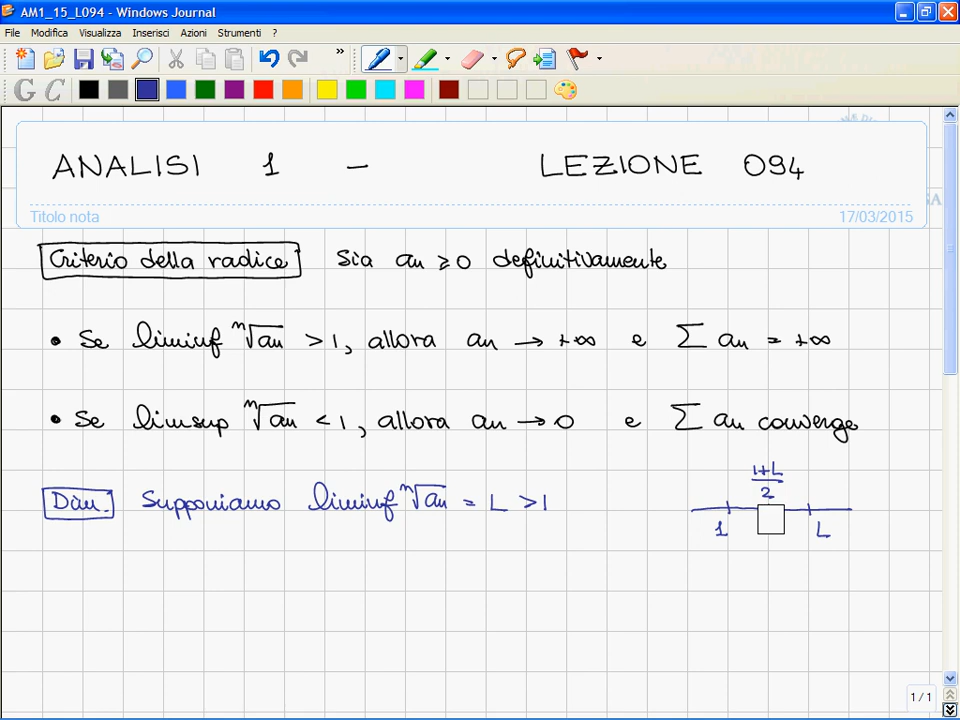 AM1_15_L094 - Windows Journal
File Modifica Visualizza Inserisci Azioni Strumenti ?
G C
ANALISI 1 - LEZIONE 094
Titolo nota 17/03/2015
Criterio della radice Sia an ≥ 0 definitivamente
• Se liminf ⁿ√an > 1, allora an → +∞ e Σ an = +∞
• Se limsup ⁿ√an < 1, allora an → 0 e Σ an converge
Dim. Supponiamo liminf ⁿ√an = L > 1
1+L
2
1 L
1 / 1